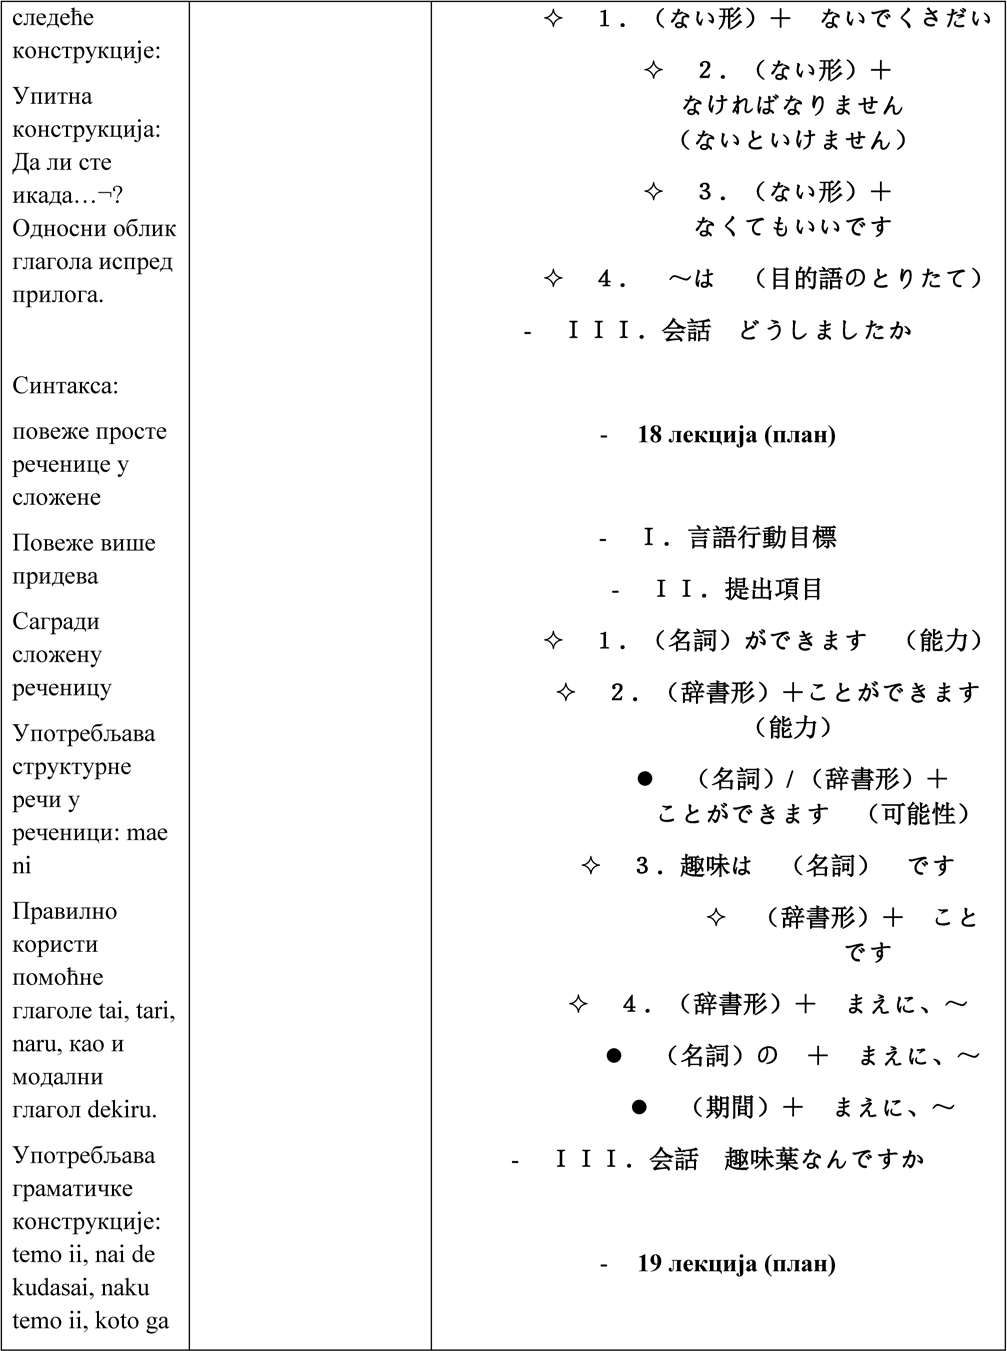 следеће
конструкције:
Упитна
конструкција:
Да ли сте
икада…¬?
Односни облик
глагола испред
прилога.
Синтакса:
повеже просте
реченице у
сложене
Повеже више
придева
Сагради
сложену
реченицу
Употребљава
структурне
речи у
реченици: mae
ni
Правилно
користи
помоћне
глаголе tai, tari,
naru, као и
модални
глагол dekiru.
Употребљава
граматичке
конструкције:
temo ii, nai de
kudasai, naku
temo ii, koto ga
✧ １．（ない形）＋　ないでくさだい
✧ ２．（ない形）＋
なければなりません
（ないといけません）
✧ ３．（ない形）＋
なくてもいいです
✧ ４．　～は　（目的語のとりたて）
- ＩＩＩ．会話　どうしましたか
- 18 лекција (план)
- Ｉ．言語行動目標
- ＩＩ．提出項目
✧ １．（名詞）ができます　（能力）
✧ ２．（辞書形）＋ことができます
（能力）
● （名詞）/（辞書形）＋
ことができます　（可能性）
✧ ３．趣味は　（名詞）　です
✧ （辞書形）＋　こと
です
✧ ４．（辞書形）＋　まえに、～
● （名詞）の　＋　まえに、～
● （期間）＋　まえに、～
- ＩＩＩ．会話　趣味葉なんですか
- 19 лекција (план)